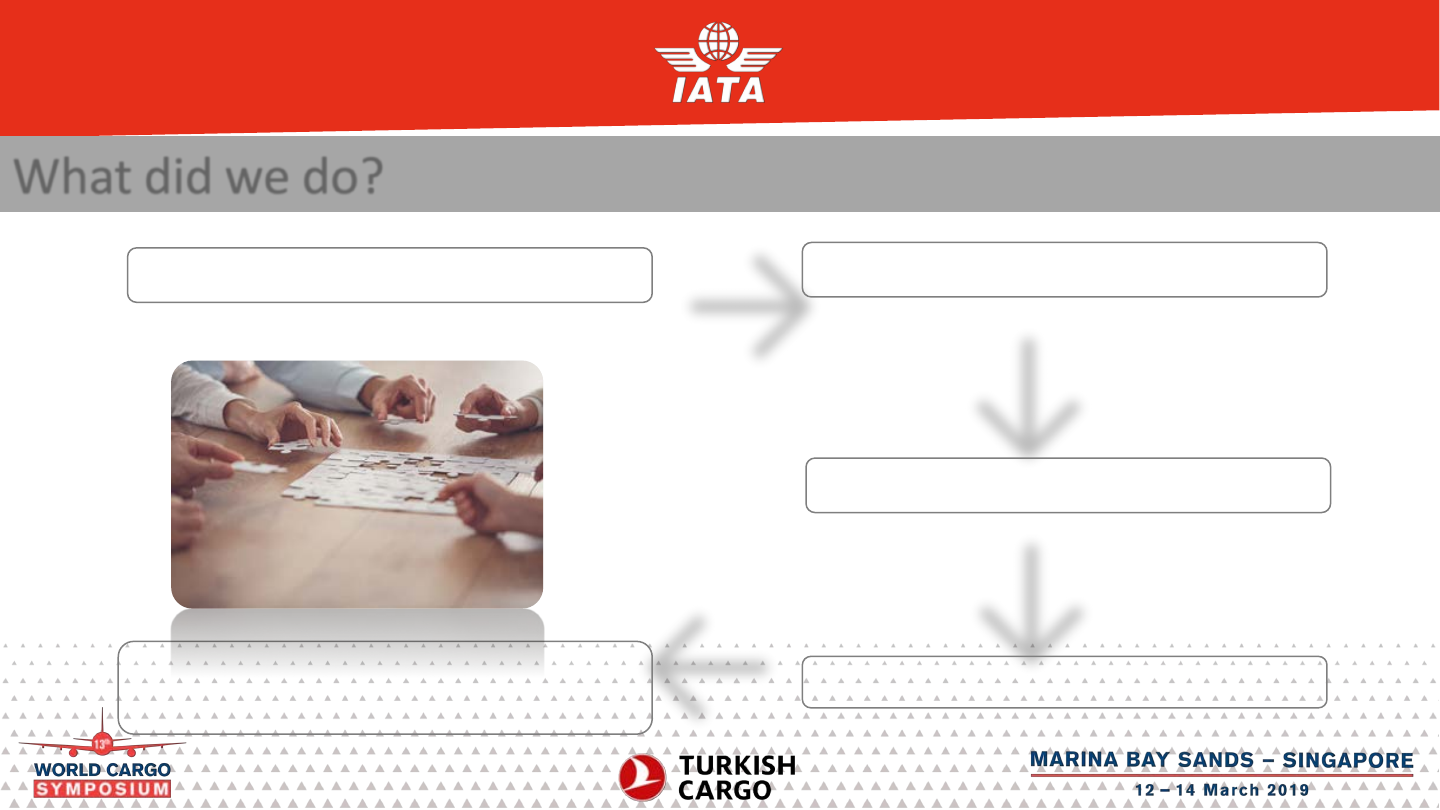 IATA
What did we do?
13th
WORLD CARGO
SYMPOSIUM
TURKISH
CARGO
MARINA BAY SANDS – SINGAPORE
12 – 14 March 2019